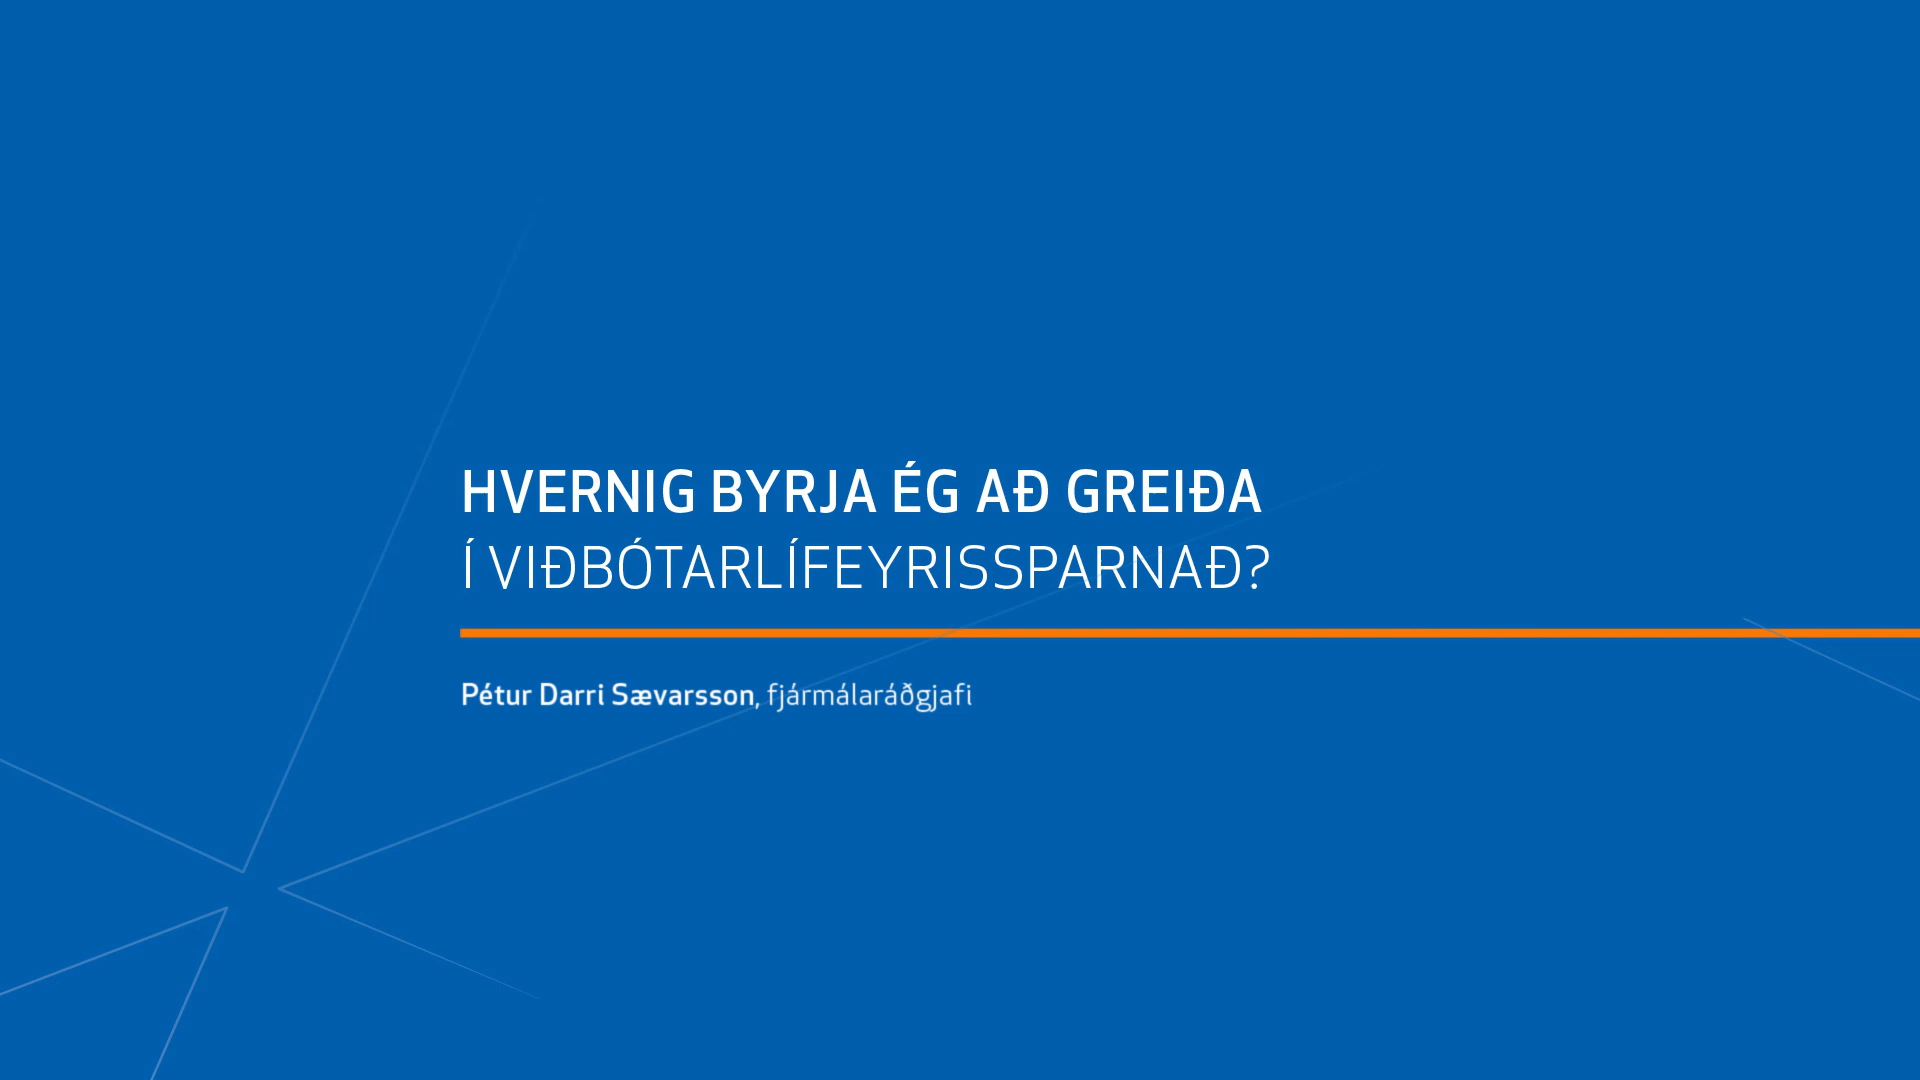 HVERNIG BYRJA ÉG AÐ GREIÐA
Í VIÐBÓTARLÍFEYRISSPARNAÐ?
Pétur Darri Sævarsson, fjármálaráðgjafi